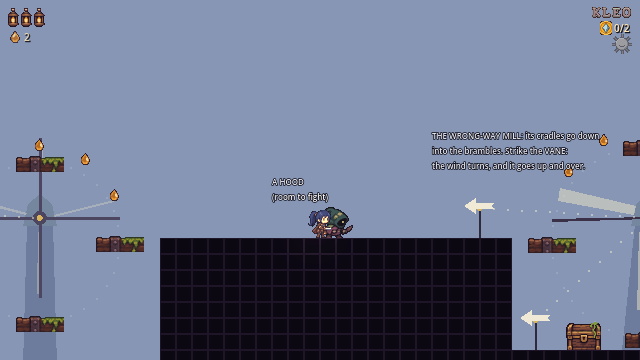 2
KLEO
0/2
THE WRONG-WAY MILL: its cradles go down
into the brambles. Strike the VANE:
the wind turns, and it goes up and over.
A HOOD
(room to fight)